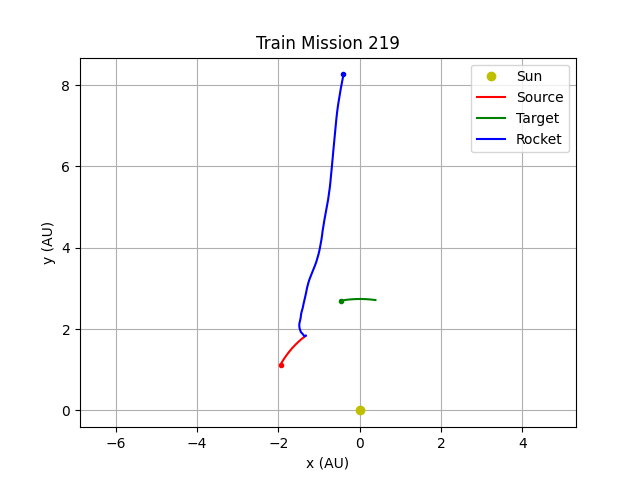 Train Mission 219
Sun
Source
Target
Rocket
y (AU)
8
6
4
2
0
−6
−4
−2
0
2
4
x (AU)